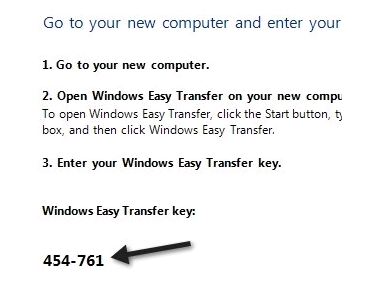 Go to your new computer and enter your
1. Go to your new computer.
2. Open Windows Easy Transfer on your new
To open Windows Easy Transfer, click the Start button,
box, and then click Windows Easy Transfer.
3. Enter your Windows Easy Transfer key.
Windows Easy Transfer key:
454-761